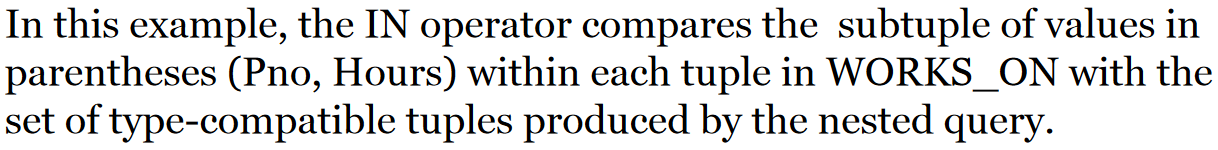 In this example, the IN operator compares the  subtuple of values in
parentheses (Pno, Hours) within each tuple in WORKS_ON with the
set of type-compatible tuples produced by the nested query.